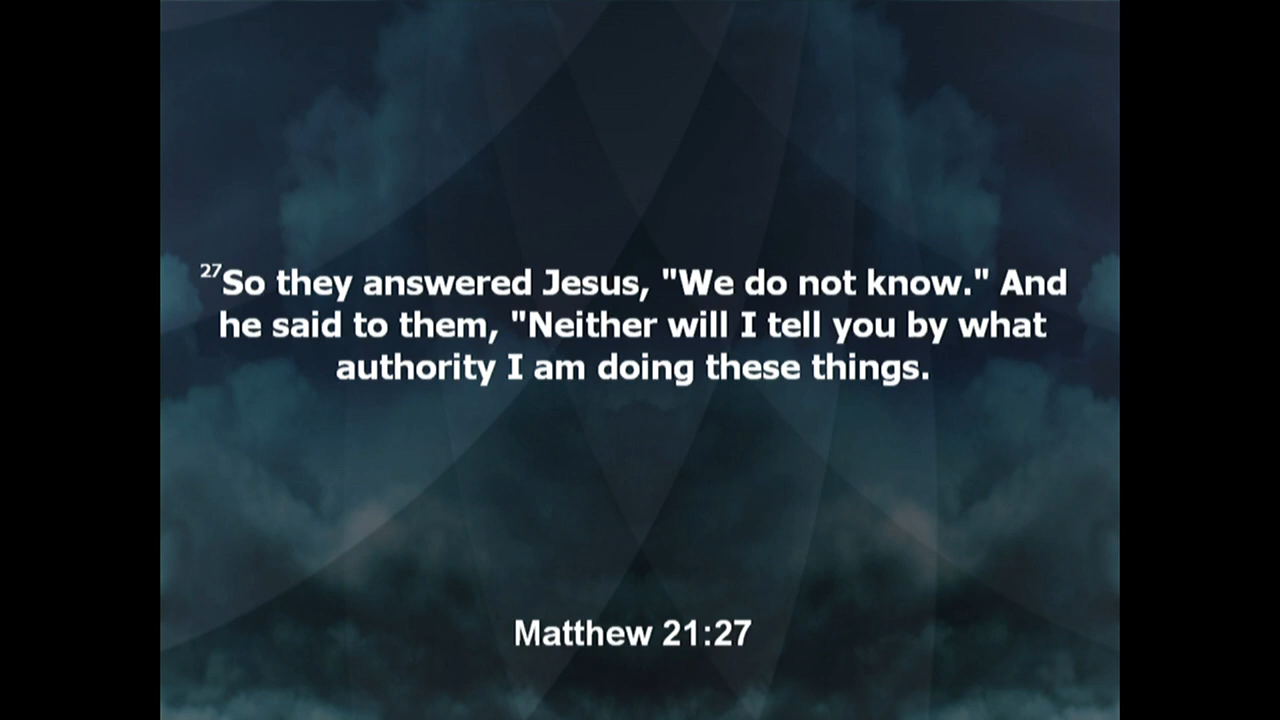 27So they answered Jesus, "We do not know." And
he said to them, "Neither will I tell you by what
authority I am doing these things.
Matthew 21:27